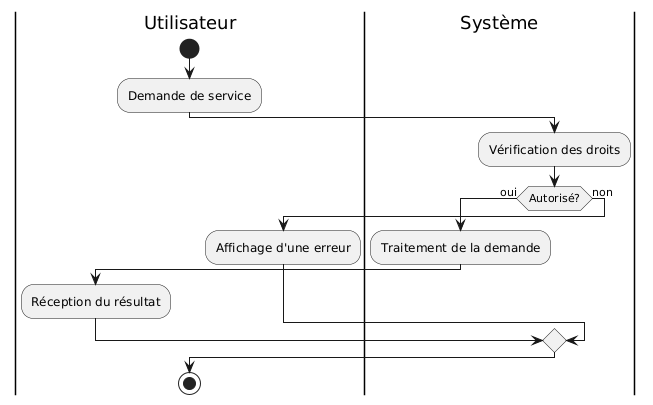 Utilisateur
Système
Demande de service
Vérification des droits
oui
Autorisé?
non
Affichage d'une erreur
Traitement de la demande
Réception du résultat